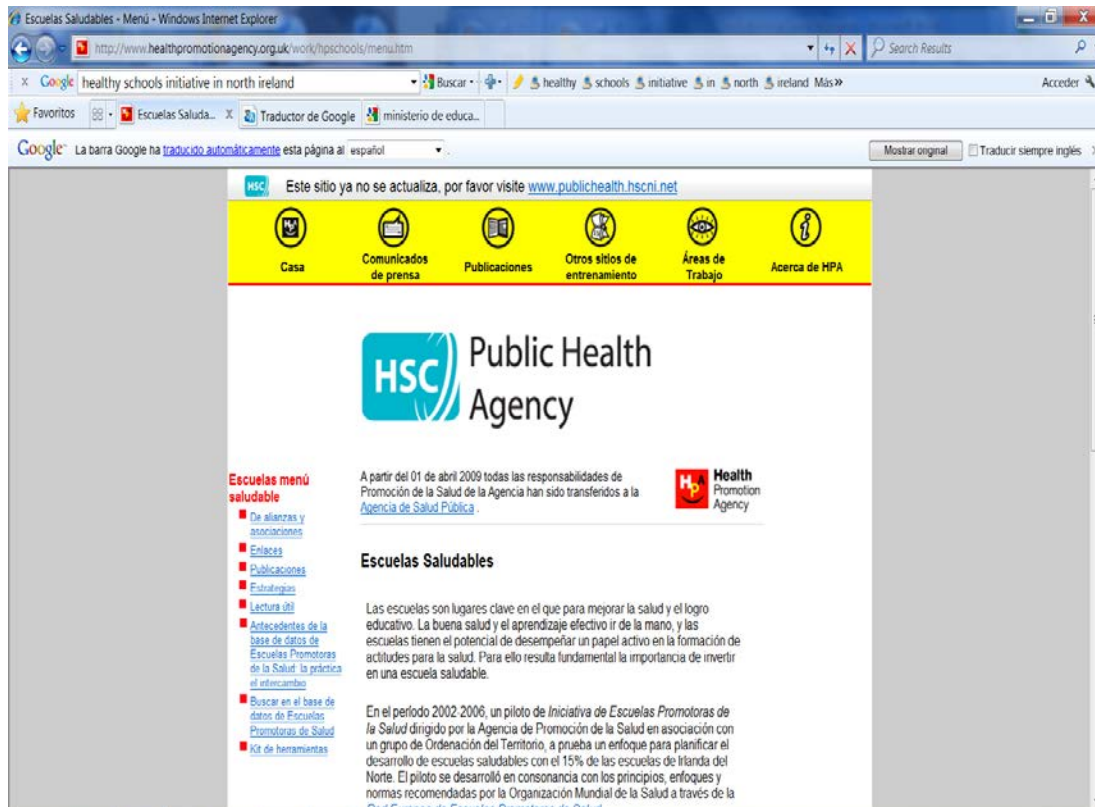 Escuelas Saludables - Menú - Windows Internet Explorer
http://www.healthpromotionagency.org.uk/work/hpschools/menu.htm
Search Results
x Google healthy schools initiative in north ireland
Buscar
healthy
schools
initiative
in
north
ireland
Más»
Acceder
Favoritos
Escuelas Saluda...
X
Traductor de Google
ministerio de educa...
Google La barra Google ha traducido automáticamente esta página al español
Mostrar original
Traducir siempre inglés
HSC
Este sitio ya no se actualiza, por favor visite www.publichealth.hscni.net
Casa
Comunicados
de prensa
Publicaciones
Otros sitios de
entrenamiento
Áreas de
Trabajo
Acerca de HPA
HSC
Public Health
Agency
Escuelas menú
saludable
De alianzas y
asociaciones
Enlaces
Publicaciones
Estrategias
Lectura útil
Antecedentes de la
base de datos de
Escuelas Promotoras
de la Salud: la práctica
el intercambio
Buscar en el base de
datos de Escuelas
Promotoras de Salud
Kit de herramientas
A partir del 01 de abril 2009 todas las responsabilidades de
Promoción de la Salud de la Agencia han sido transferidos a la
Agencia de Salud Pública .
HPA
Health
Promotion
Agency
Escuelas Saludables
Las escuelas son lugares clave en el que para mejorar la salud y el logro
educativo. La buena salud y el aprendizaje efectivo ir de la mano, y las
escuelas tienen el potencial de desempeñar un papel activo en la formación de
actitudes para la salud. Para ello resulta fundamental la importancia de invertir
en una escuela saludable.
En el período 2002-2006, un piloto de Iniciativa de Escuelas Promotoras de
la Salud dirigido por la Agencia de Promoción de la Salud en asociación con
un grupo de Ordenación del Territorio, a prueba un enfoque para planificar el
desarrollo de escuelas saludables con el 15% de las escuelas de Irlanda del
Norte. El piloto se desarrolló en consonancia con los principios, enfoques y
normas recomendadas por la Organización Mundial de la Salud a través de la
Red Europea de Escuelas Promotoras de Salud